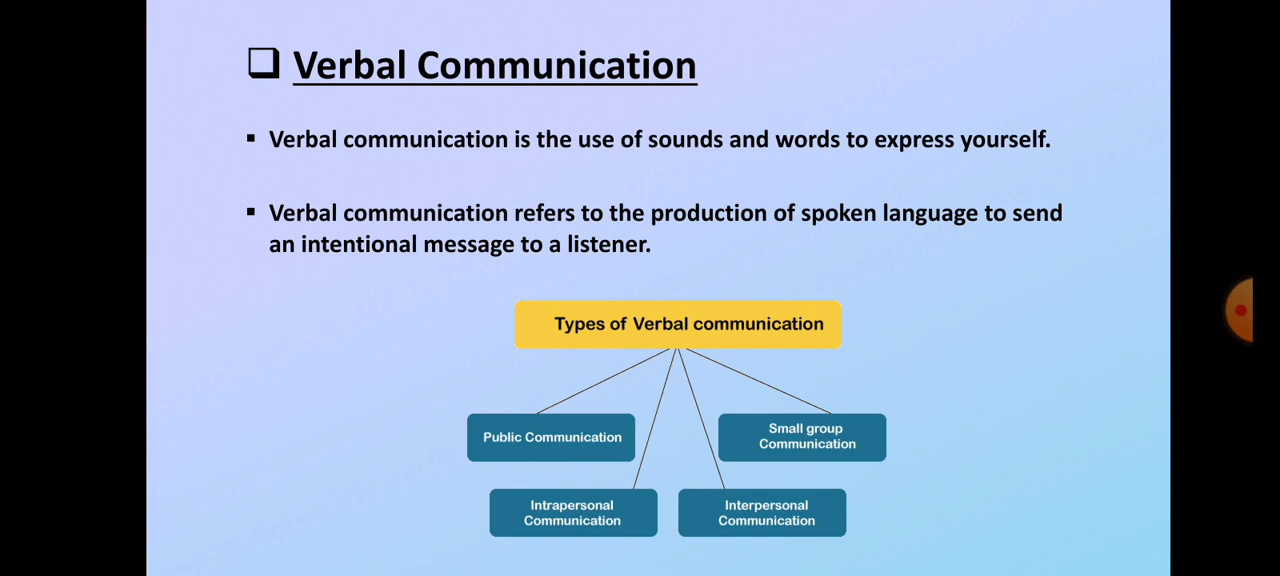 Verbal Communication
Verbal communication is the use of sounds and words to express yourself.
Verbal communication refers to the production of spoken language to send
an intentional message to a listener.
Types of Verbal communication
Public Communication
Small group
Communication
Intrapersonal
Communication
Interpersonal
Communication